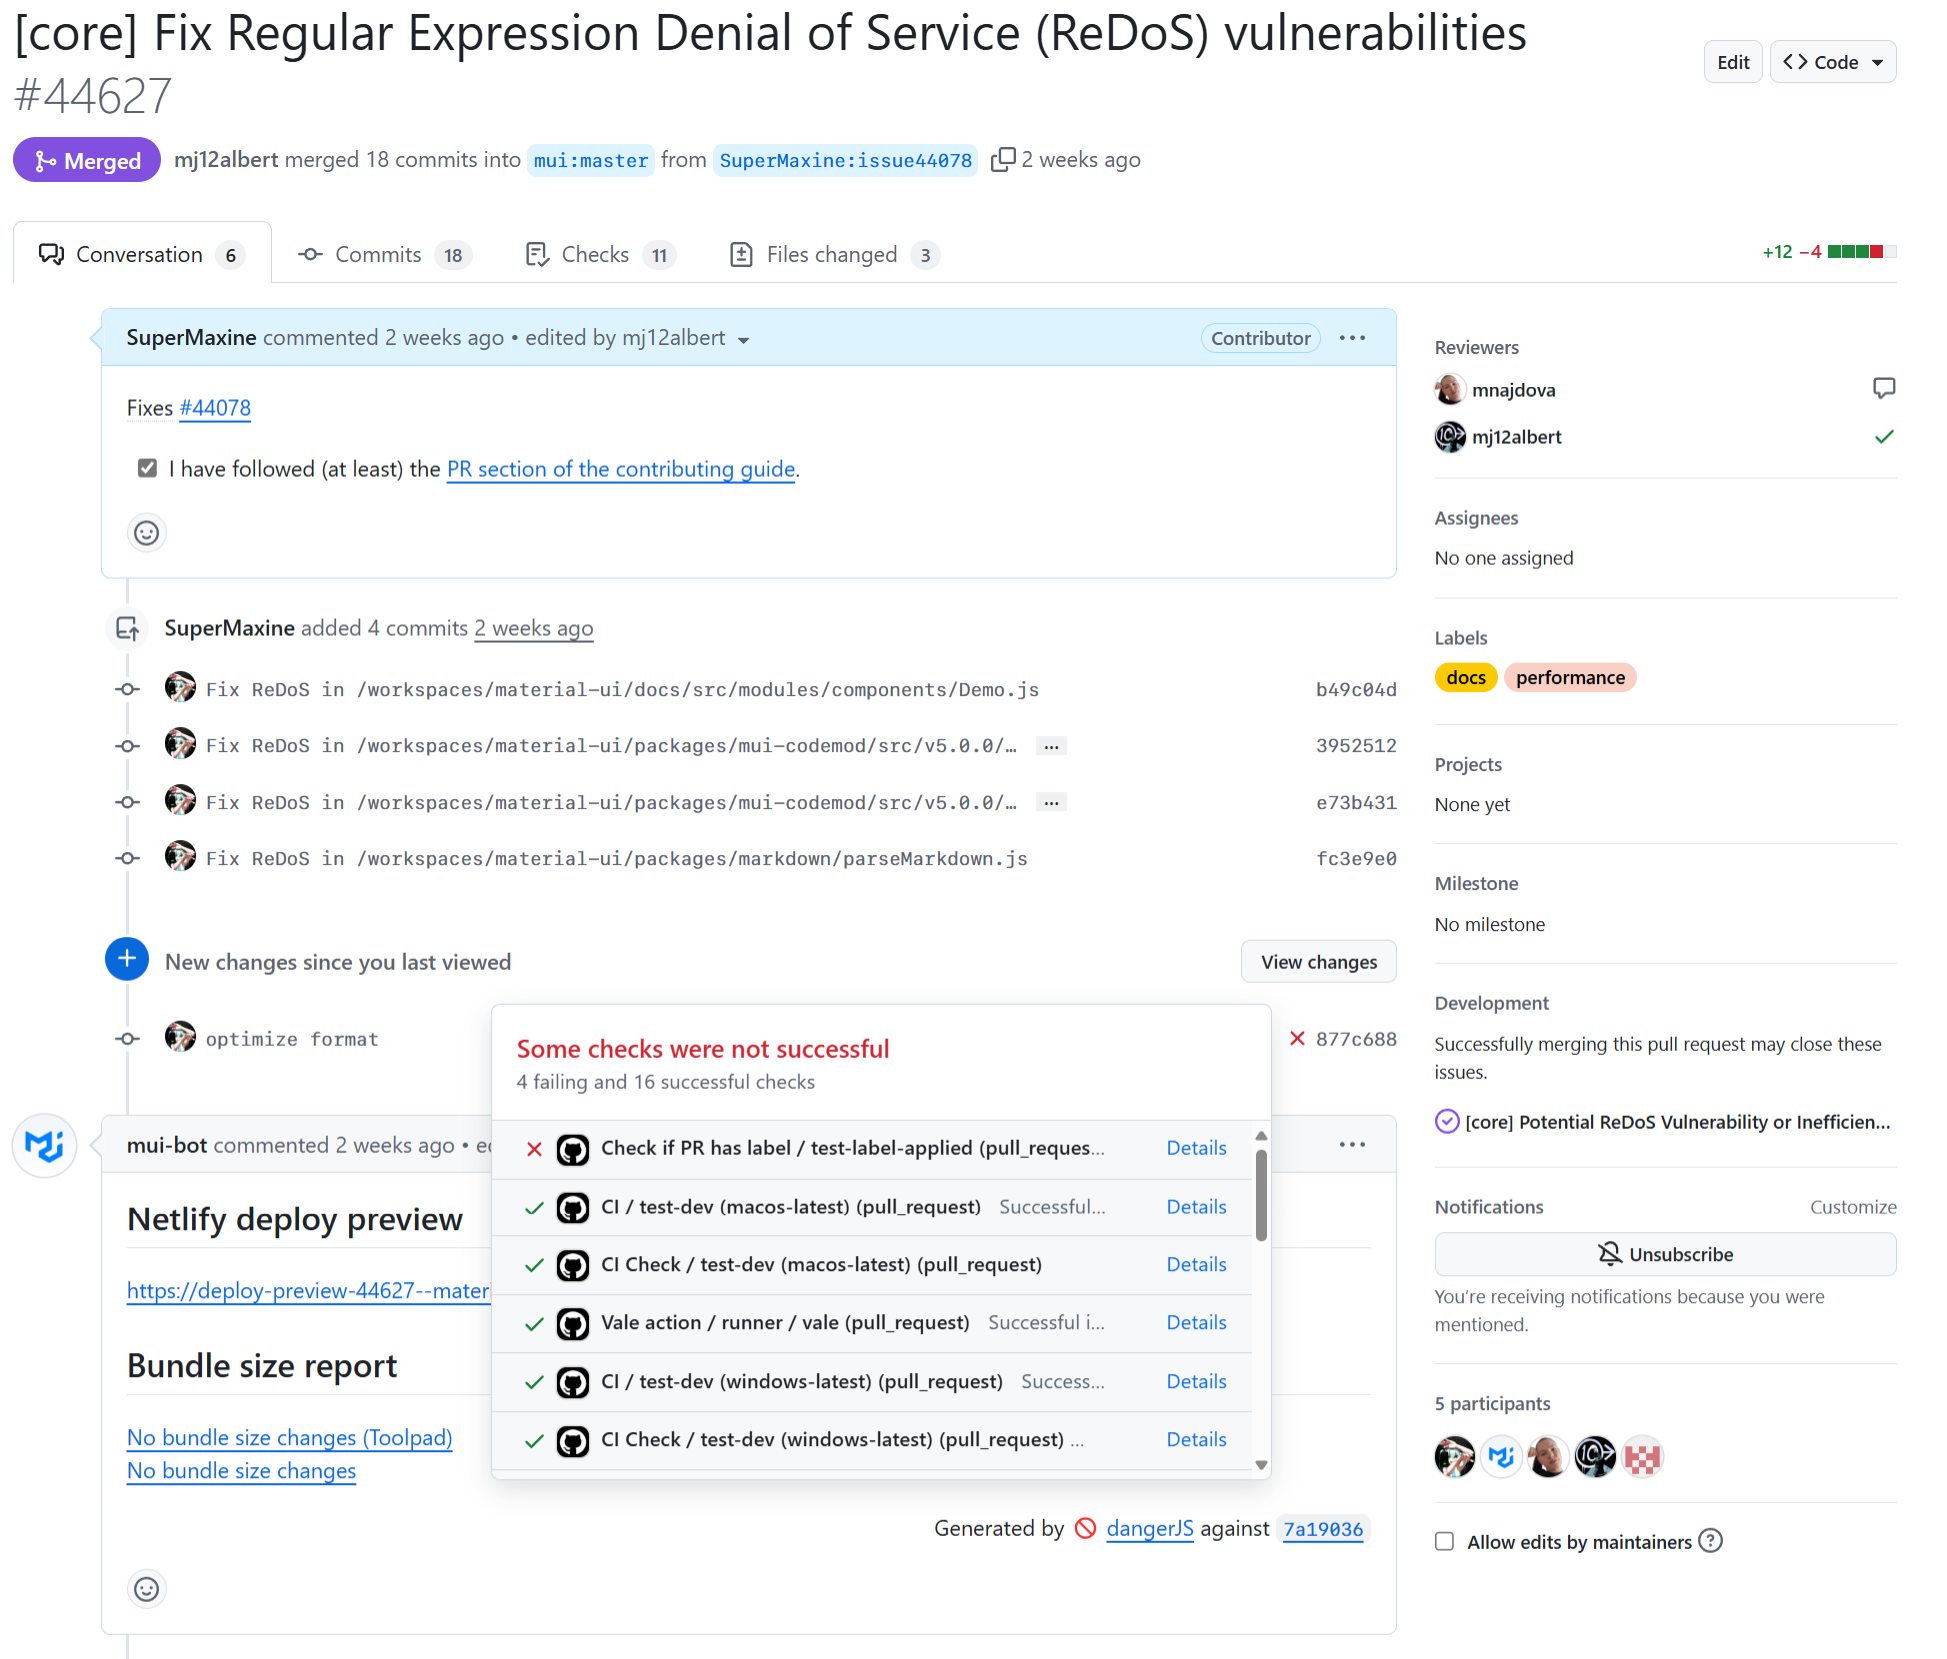 [core] Fix Regular Expression Denial of Service (ReDoS) vulnerabilities
#44627
Edit
Code
Merged
mj12albert merged 18 commits into mui:master from SuperMaxine:issue44078 2 weeks ago
Conversation 6
Commits 18
Checks 11
Files changed 3
+12 −4
SuperMaxine commented 2 weeks ago • edited by mj12albert
Contributor
Fixes #44078
I have followed (at least) the PR section of the contributing guide.
SuperMaxine added 4 commits 2 weeks ago
Fix ReDoS in /workspaces/material-ui/docs/src/modules/components/Demo.js b49c04d
Fix ReDoS in /workspaces/material-ui/packages/mui-codemod/src/v5.0.0/… … 3952512
Fix ReDoS in /workspaces/material-ui/packages/mui-codemod/src/v5.0.0/… … e73b431
Fix ReDoS in /workspaces/material-ui/packages/markdown/parseMarkdown.js fc3e9e0
New changes since you last viewed
View changes
optimize format
877c688
Some checks were not successful
4 failing and 16 successful checks
Check if PR has label / test-label-applied (pull_reques... Details
CI / test-dev (macos-latest) (pull_request) Successful... Details
CI Check / test-dev (macos-latest) (pull_request) Details
Vale action / runner / vale (pull_request) Successful i... Details
CI / test-dev (windows-latest) (pull_request) Success... Details
CI Check / test-dev (windows-latest) (pull_request) ... Details
mui-bot commented 2 weeks ago •
Netlify deploy preview
https://deploy-preview-44627--mater
Bundle size report
No bundle size changes (Toolpad)
No bundle size changes
Generated by dangerJS against 7a19036
Reviewers
mnajdova
mj12albert
Assignees
No one assigned
Labels
docs performance
Projects
None yet
Milestone
No milestone
Development
Successfully merging this pull request may close these
issues.
[core] Potential ReDoS Vulnerability or Inefficien...
Notifications
Customize
Unsubscribe
You're receiving notifications because you were
mentioned.
5 participants
Allow edits by maintainers